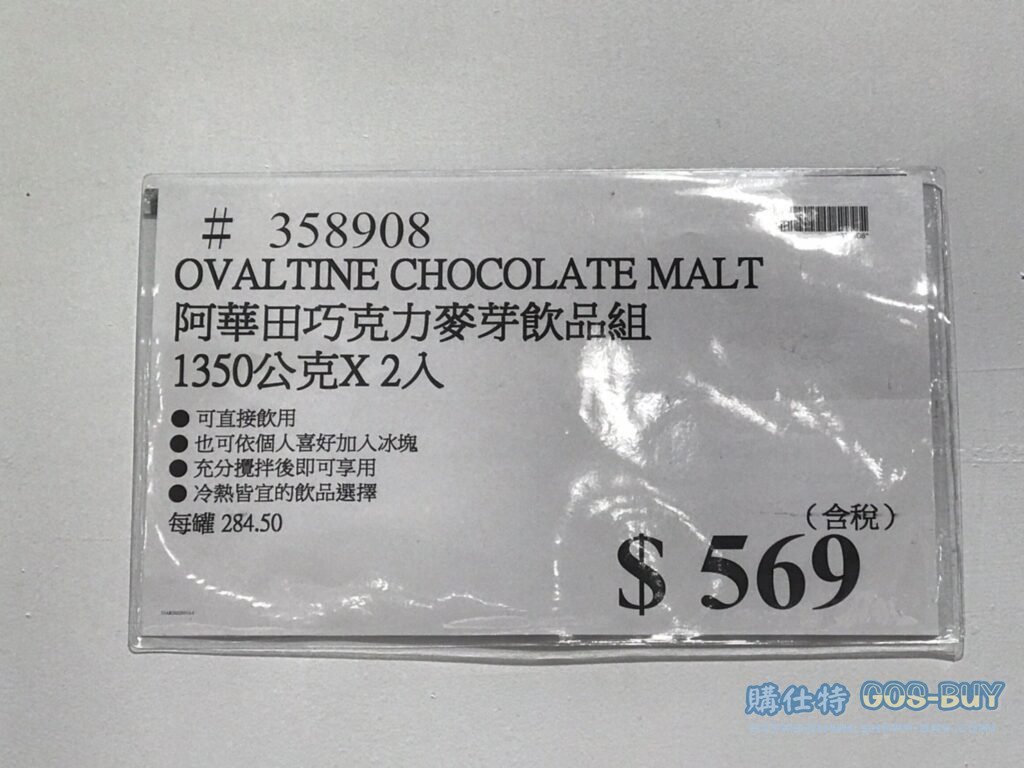 # 358908
OVALTINE CHOCOLATE MALT
阿華田巧克力麥芽飲品組
1350公克X 2入
● 可直接飲用
● 也可依個人喜好加入冰塊
● 充分攪拌後即可享用
● 冷熱皆宜的飲品選擇
每罐 284.50
(含稅)
$ 569
購仕特 GOS-BUY